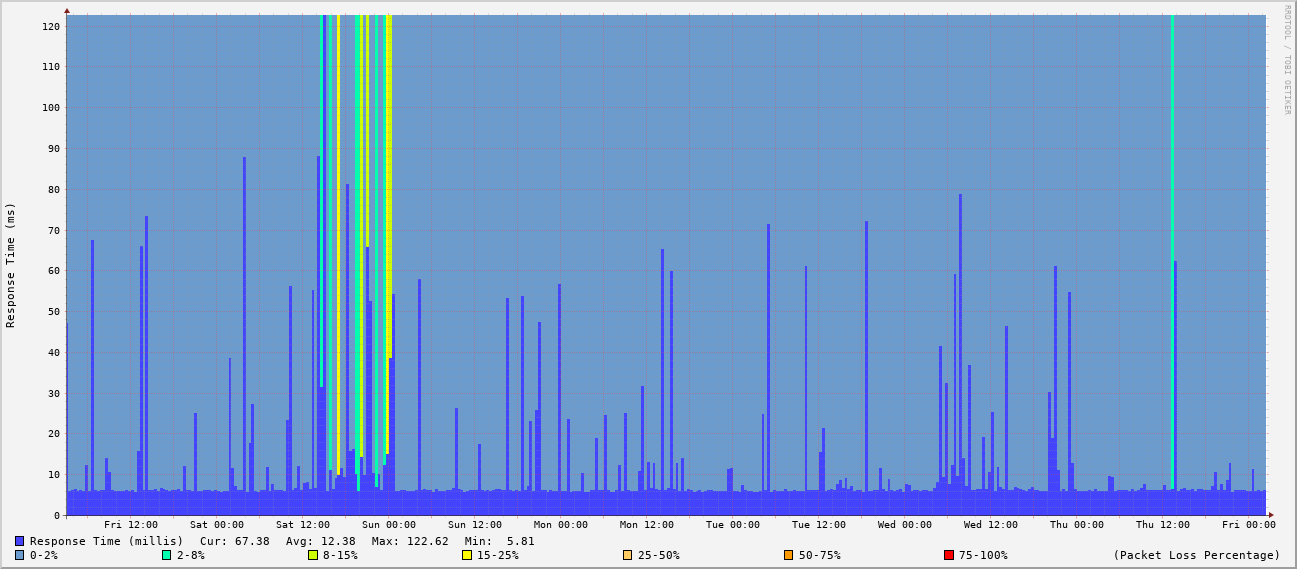 RRDTOOL / TOBI OETIKER
Response Time (ms)
120
110
100
90
80
70
60
50
40
30
20
10
0
Fri 12:00 Sat 00:00 Sat 12:00 Sun 00:00 Sun 12:00 Mon 00:00 Mon 12:00 Tue 00:00 Tue 12:00 Wed 00:00 Wed 12:00 Thu 00:00 Thu 12:00 Fri 00:00
Response Time (millis) Cur: 67.38 Avg: 12.38 Max: 122.62 Min: 5.81
0-2% 2-8% 8-15% 15-25% 25-50% 50-75% 75-100% (Packet Loss Percentage)